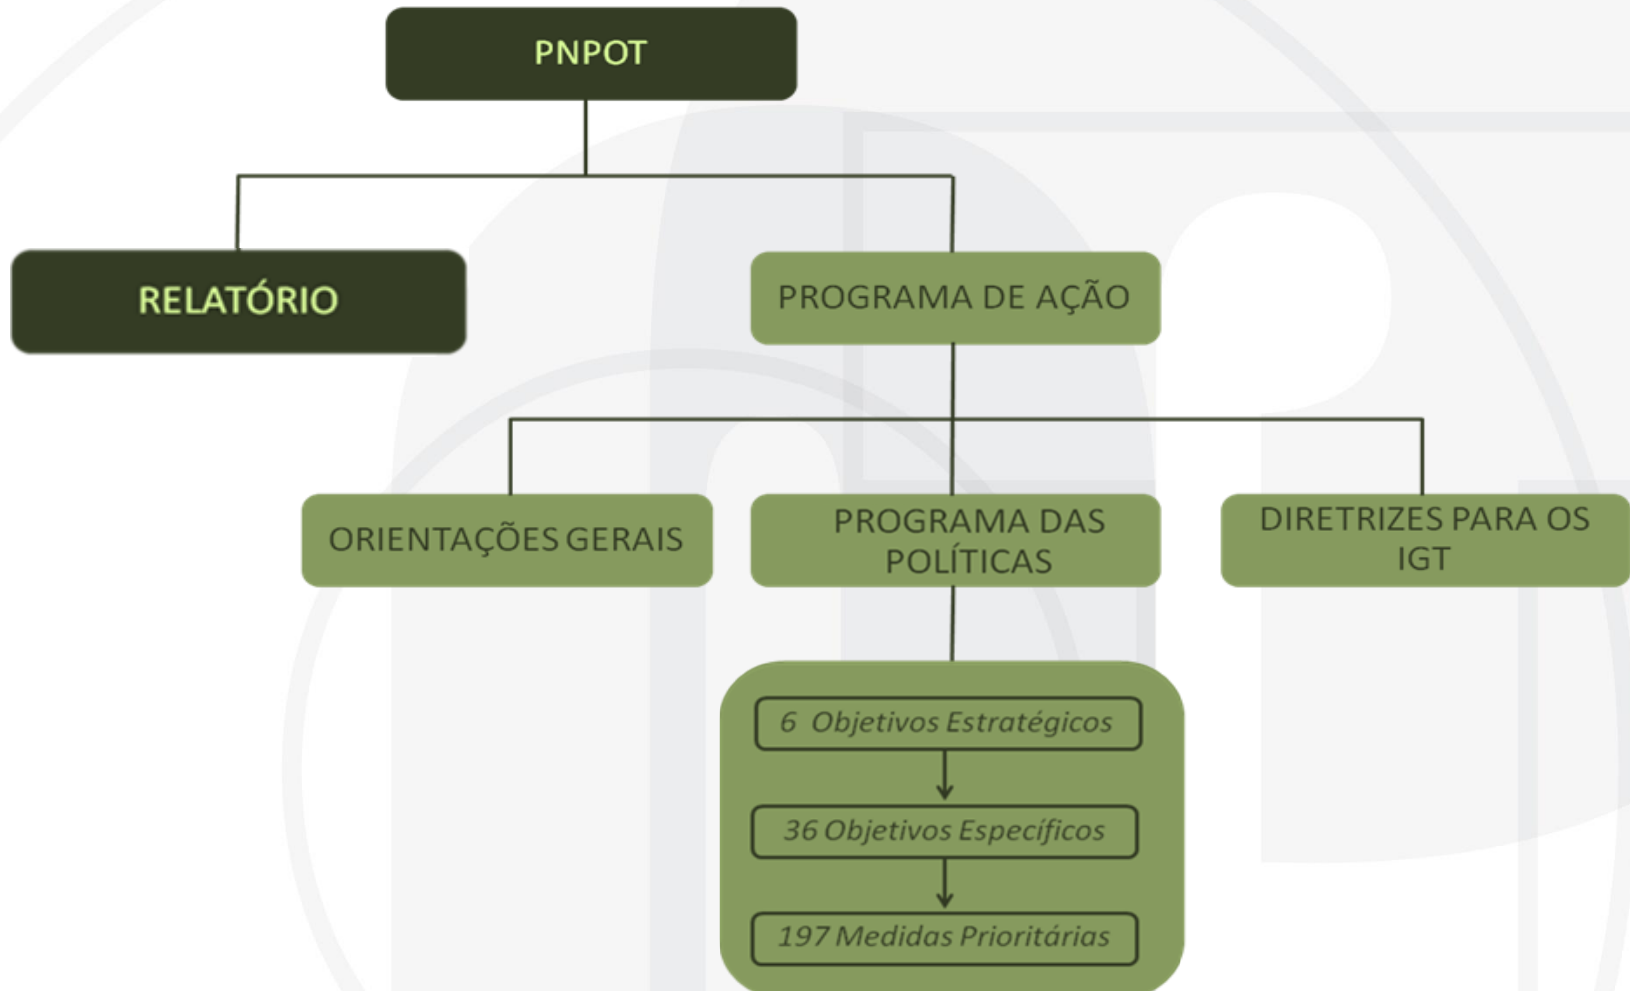 PNPOT
RELATÓRIO
PROGRAMA DE AÇÃO
ORIENTAÇÕES GERAIS
PROGRAMA DAS
POLÍTICAS
DIRETRIZES PARA OS
IGT
6 Objetivos Estratégicos
36 Objetivos Específicos
197 Medidas Prioritárias